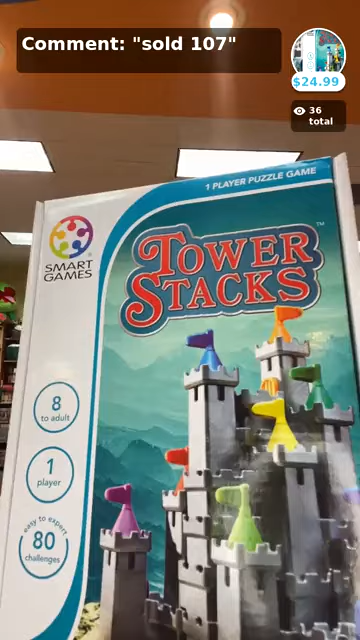 Comment: "sold 107"
$24.99
36
total
1 PLAYER PUZZLE GAME
SMART
GAMES
TOWER
STACKS
™
®
8
to adult
1
player
easy to expert
80
challenges